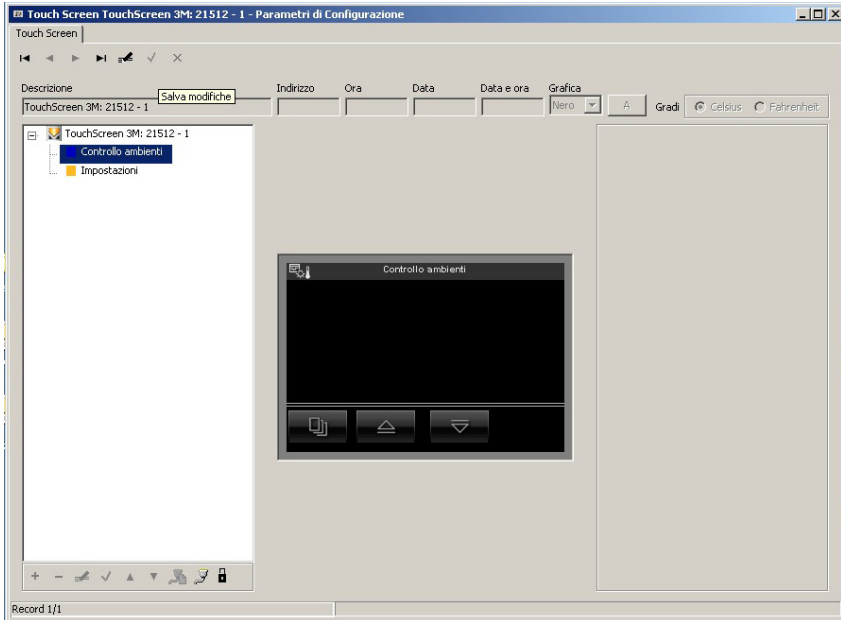 Touch Screen TouchScreen 3M: 21512 - 1 - Parametri di Configurazione
Touch Screen
Descrizione Indirizzo Ora Data Data e ora Grafica
Salva modifiche
TouchScreen 3M: 21512 - 1 Nero A Gradi Celsius Fahrenheit
TouchScreen 3M: 21512 - 1
Controllo ambienti
Impostazioni
Controllo ambienti
Record 1/1